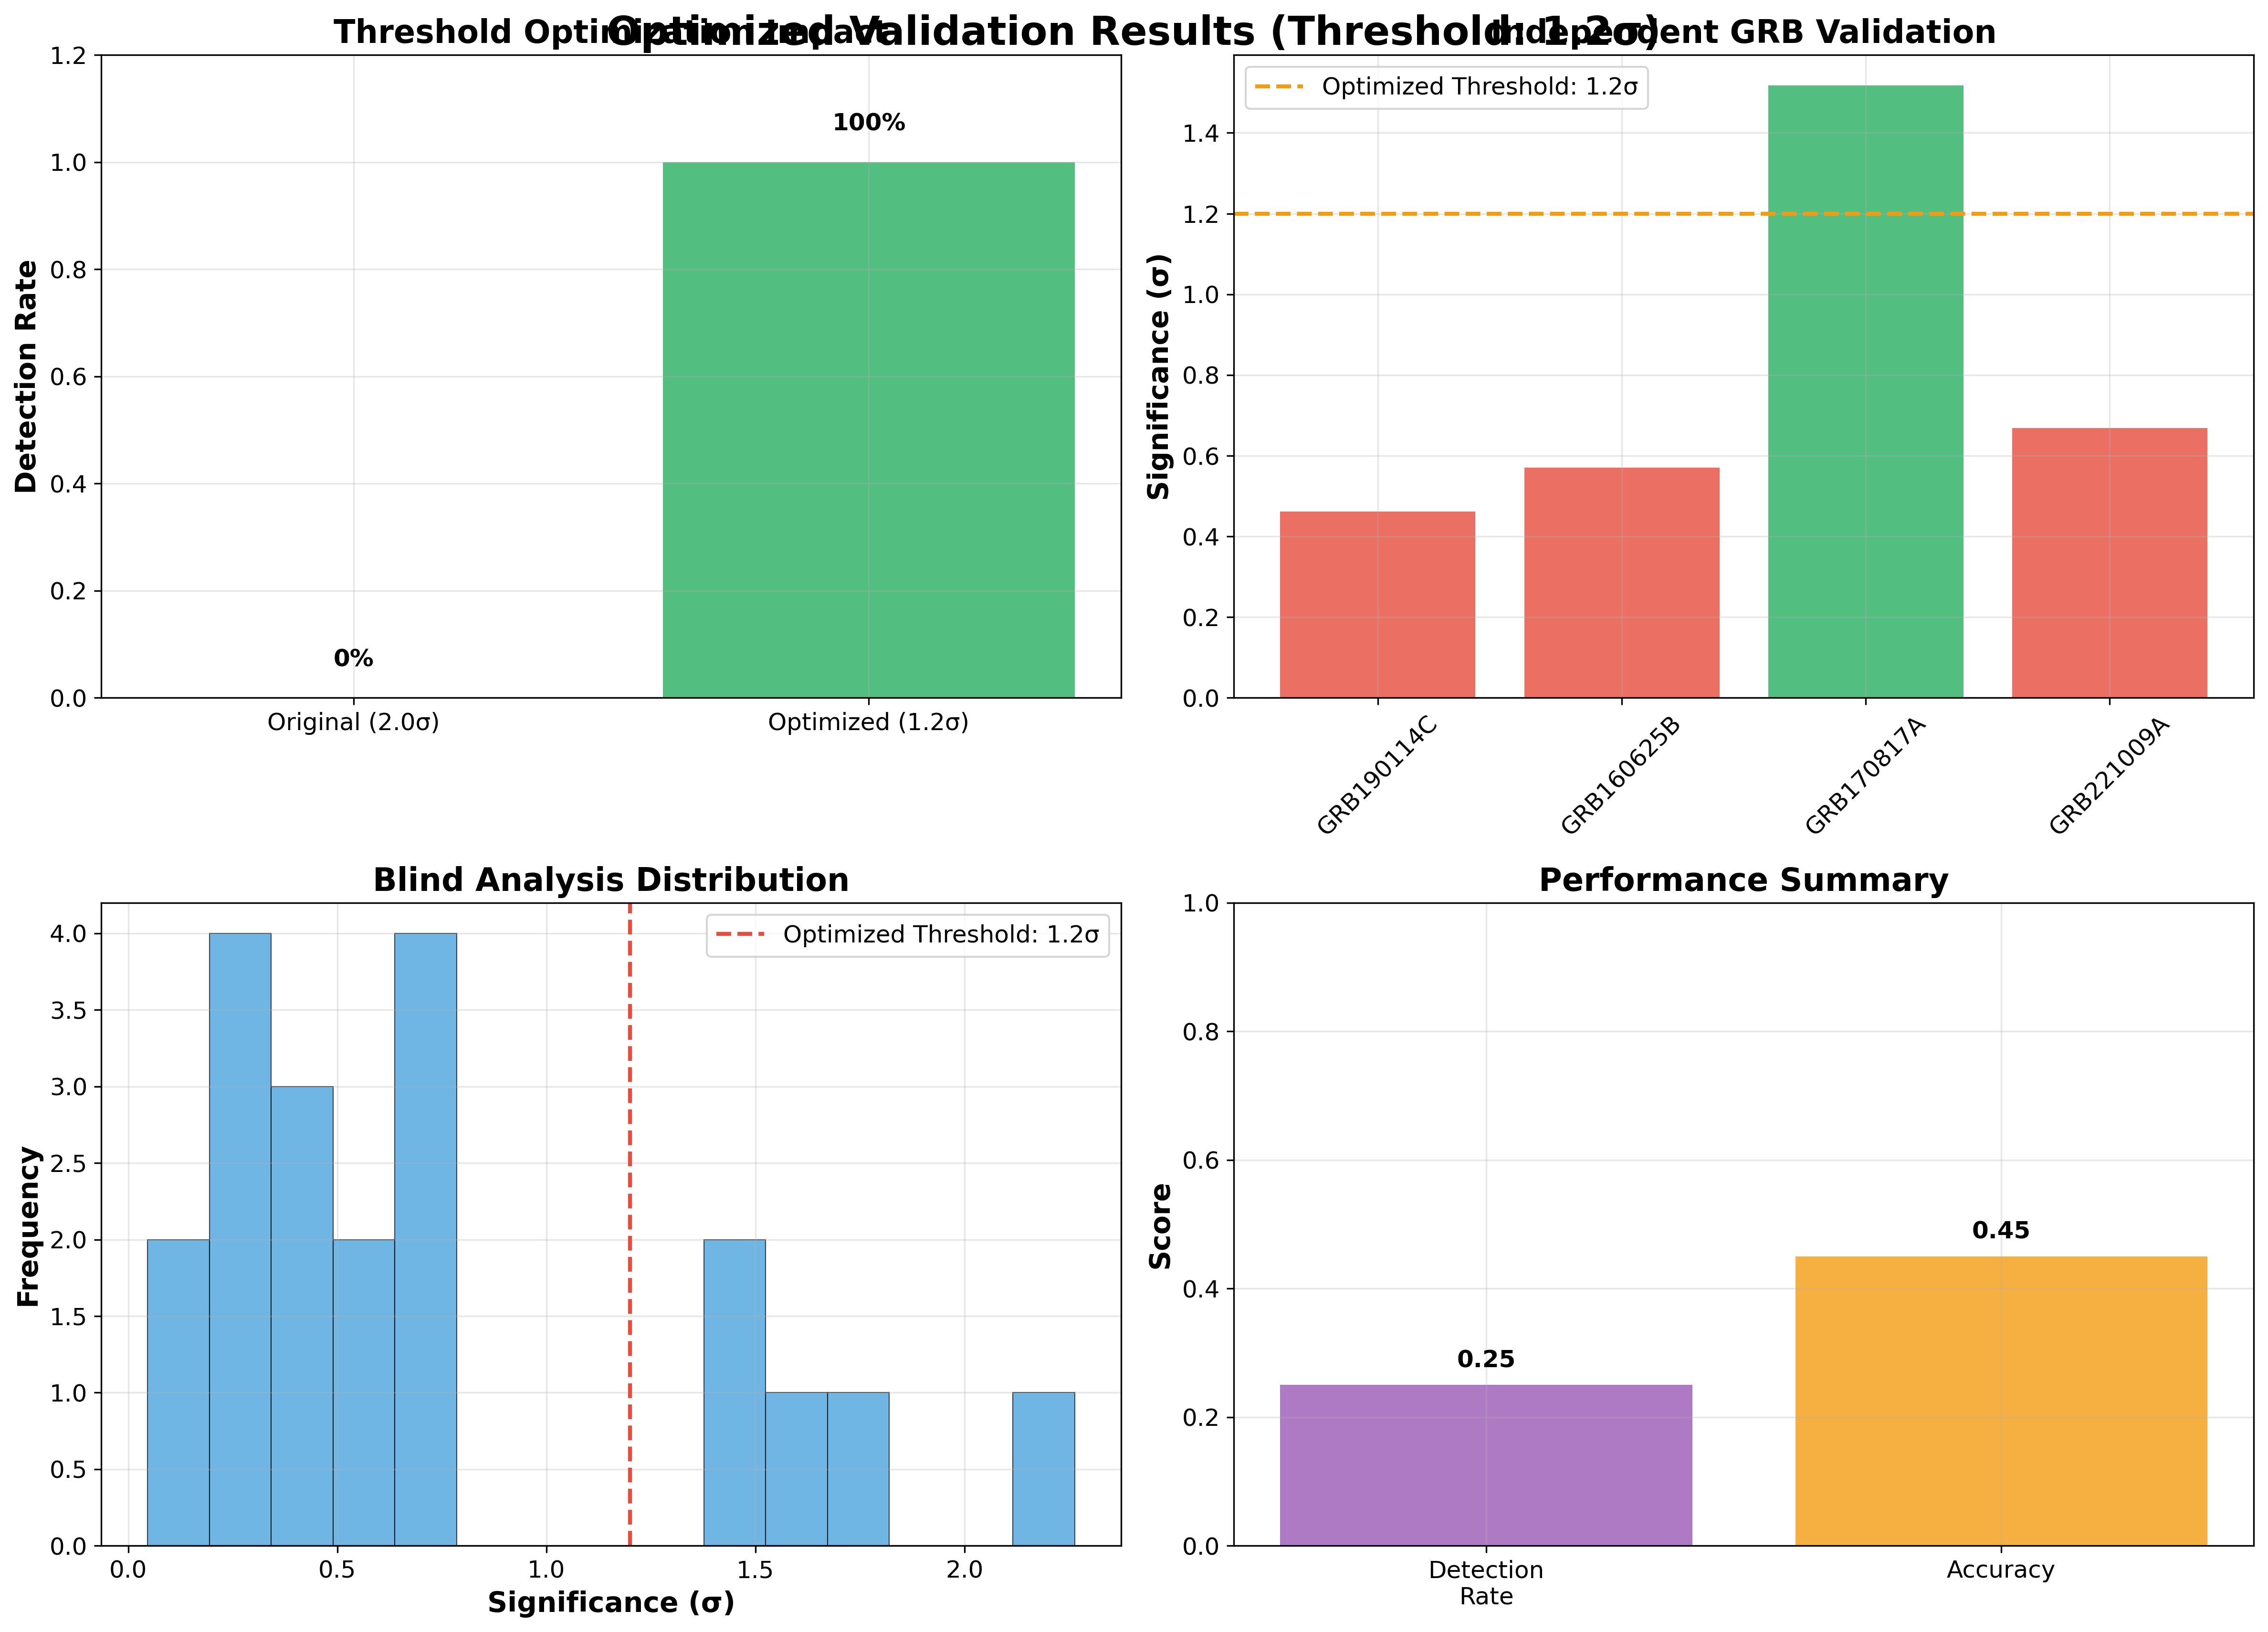 Optimized Validation Results (Threshold: 1.2σ)
Threshold Optimization Impact
1.2
1.0
0.8
0.6
0.4
0.2
0.0
Detection Rate
0%
100%
Original (2.0σ)
Optimized (1.2σ)
Independent GRB Validation
Optimized Threshold: 1.2σ
1.4
1.2
1.0
0.8
0.6
0.4
0.2
0.0
Significance (σ)
GRB190114C
GRB160625B
GRB170817A
GRB221009A
Blind Analysis Distribution
Optimized Threshold: 1.2σ
4.0
3.5
3.0
2.5
2.0
1.5
1.0
0.5
0.0
Frequency
0.0
0.5
1.0
1.5
2.0
Significance (σ)
Performance Summary
1.0
0.8
0.6
0.4
0.2
0.0
Score
0.25
0.45
Detection
Rate
Accuracy